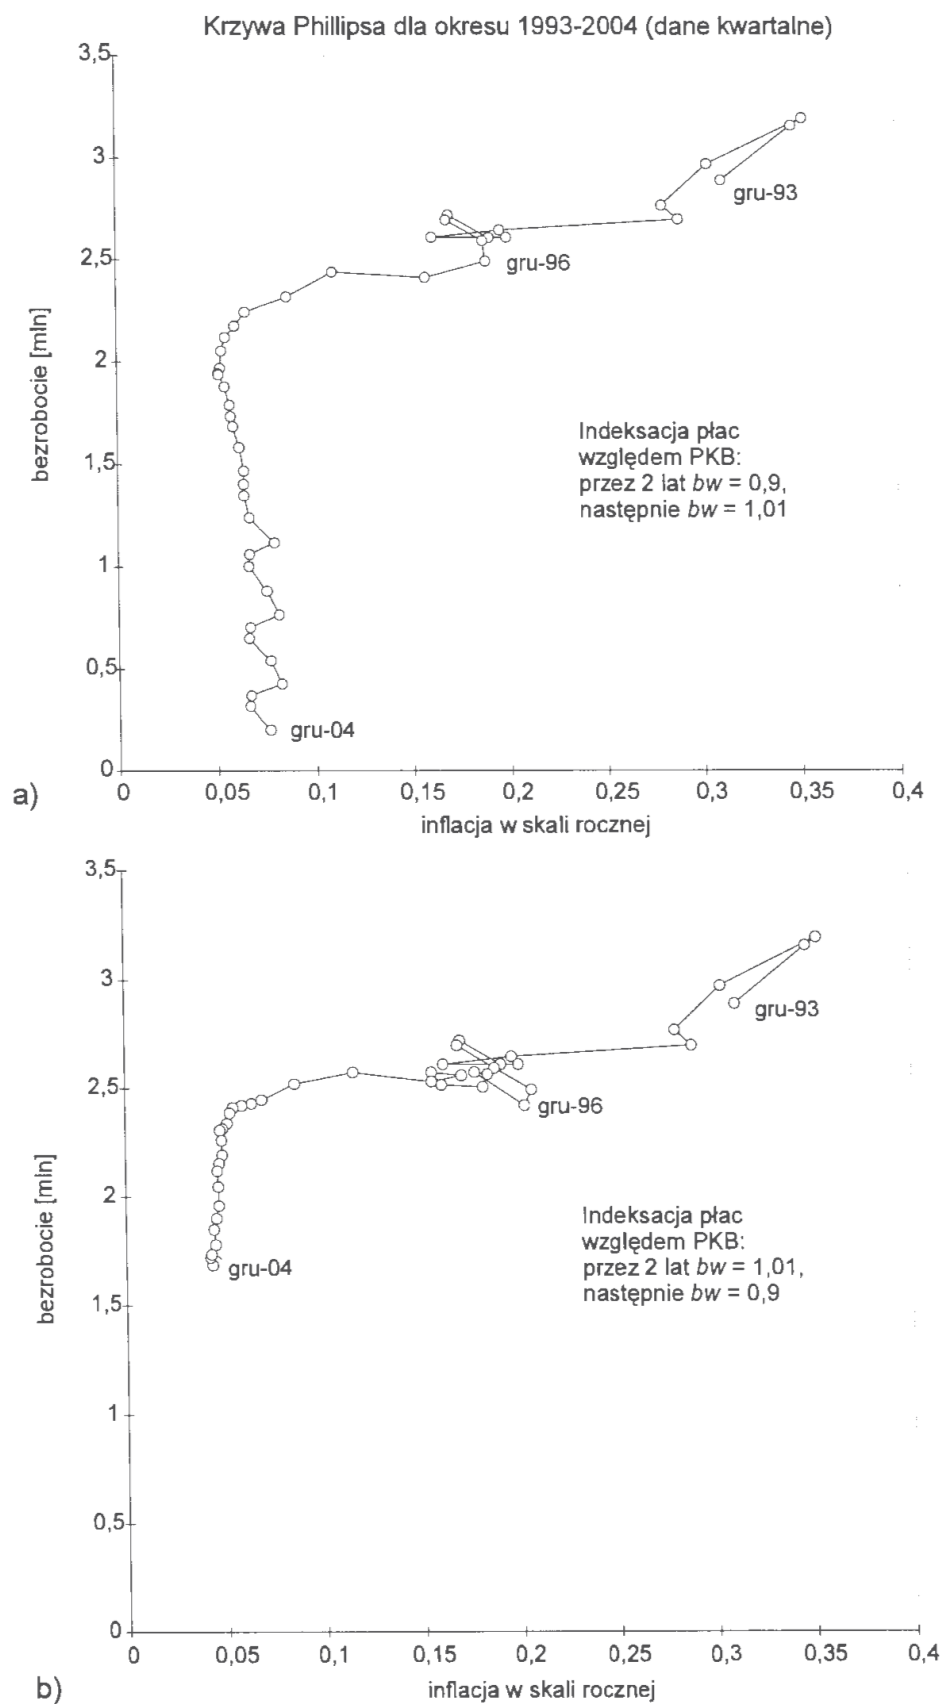 Krzywa Phillipsa dla okresu 1993-2004 (dane kwartalne)
3,5
3
2,5
2
1,5
1
0,5
0
bezrobocie [mln]
gru-93
gru-96
Indeksacja płac
względem PKB:
przez 2 lat bw = 0,9,
następnie bw = 1,01
gru-04
0 0,05 0,1 0,15 0,2 0,25 0,3 0,35 0,4
a)
inflacja w skali rocznej
3,5
3
2,5
2
1,5
1
0,5
0
bezrobocie [mln]
gru-93
gru-96
Indeksacja płac
względem PKB:
przez 2 lat bw = 1,01,
następnie bw = 0,9
gru-04
0 0,05 0,1 0,15 0,2 0,25 0,3 0,35 0,4
b)
inflacja w skali rocznej